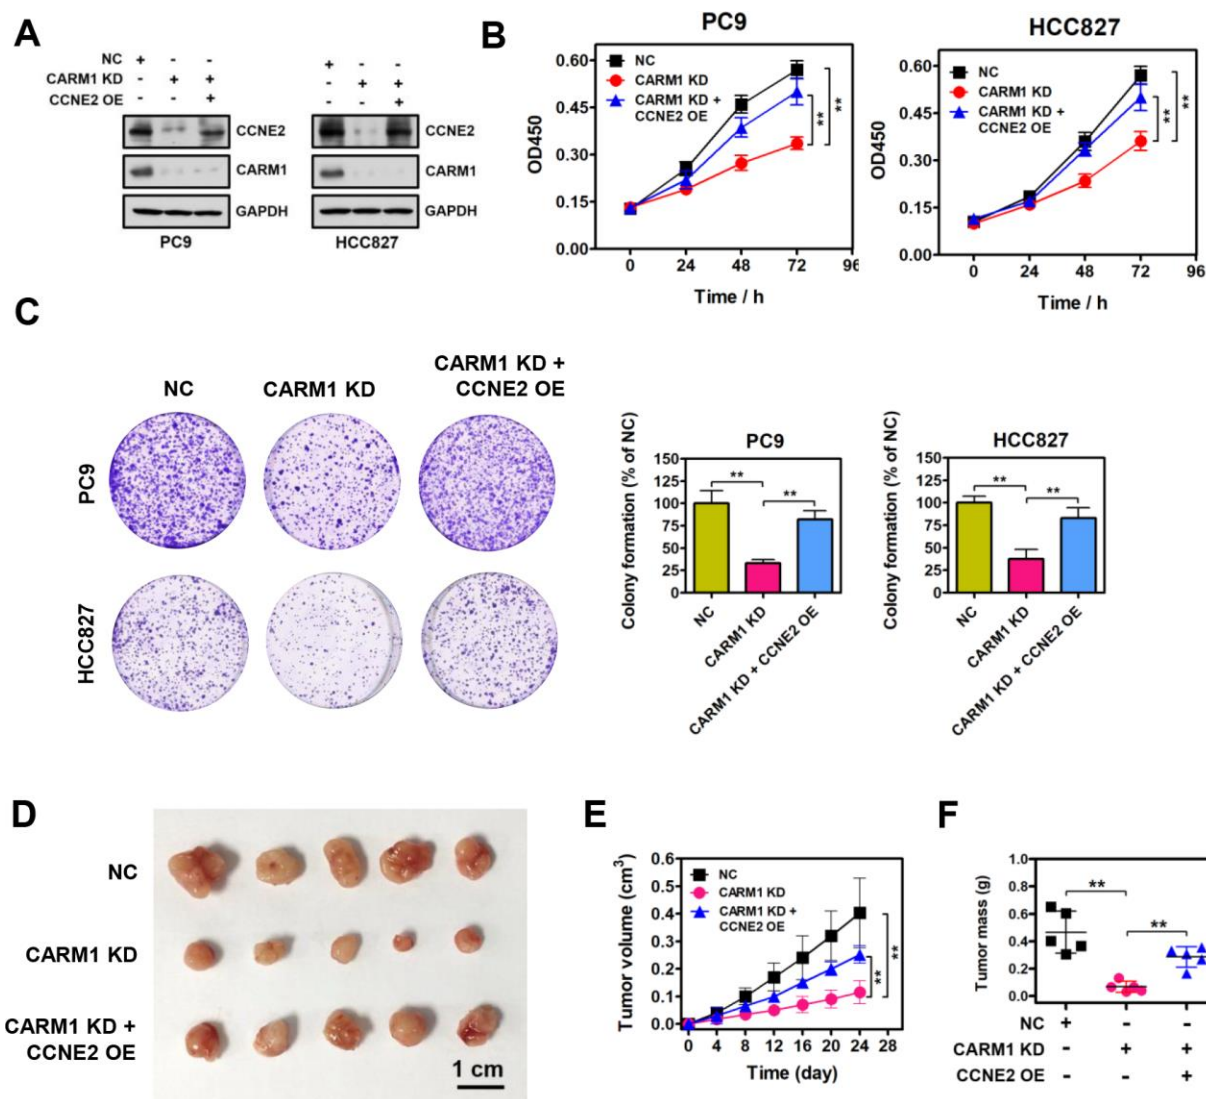 A
NC + - -
CARM1 KD - + +
CCNE2 OE - - +
CCNE2
CARM1
GAPDH
PC9
+ - -
- + +
- - +
CCNE2
CARM1
GAPDH
HCC827
B
PC9
NC
CARM1 KD
CARM1 KD +
CCNE2 OE
**
**
0.60
0.45
0.30
0.15
0.00
OD450
0 24 48 72 96
Time / h
HCC827
NC
CARM1 KD
CARM1 KD +
CCNE2 OE
**
**
0.60
0.45
0.30
0.15
0.00
OD450
0 24 48 72 96
Time / h
C
NC
CARM1 KD
CARM1 KD +
CCNE2 OE
PC9
HCC827
PC9
Colony formation (% of NC)
150
125
100
75
50
25
0
**
**
NC
CARM1 KD
CARM1 KD + CCNE2 OE
HCC827
Colony formation (% of NC)
150
125
100
75
50
25
0
**
**
NC
CARM1 KD
CARM1 KD + CCNE2 OE
D
NC
CARM1 KD
CARM1 KD +
CCNE2 OE
1 cm
E
Tumor volume (cm³)
0.6
0.5
0.4
0.3
0.2
0.1
0.0
NC
CARM1 KD
CARM1 KD +
CCNE2 OE
**
**
0 4 8 12 16 20 24 28
Time (day)
F
Tumor mass (g)
1.0
0.8
0.6
0.4
0.2
0.0
**
**
NC + - -
CARM1 KD - + +
CCNE2 OE - - +